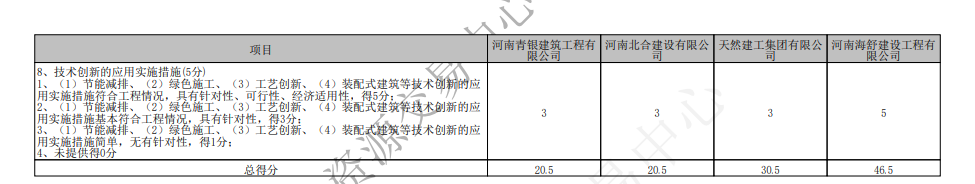 项目
河南青银建筑工程有
限公司
河南北合建设有限公
司
天然建工集团有限公
司
河南海舒建设工程有
限公司
8、技术创新的应用实施措施(5分)
1、（1）节能减排、（2）绿色施工、（3）工艺创新、（4）装配式建筑等技术创新的应
用实施措施符合工程情况，具有针对性、可行性、经济适用性，得5分；
2、（1）节能减排、（2）绿色施工、（3）工艺创新、（4）装配式建筑等技术创新的应
用实施措施基本符合工程情况，具有针对性，得3分；
3、（1）节能减排、（2）绿色施工、（3）工艺创新、（4）装配式建筑等技术创新的应
用实施措施简单，无有针对性，得1分；
4、未提供得0分
3
3
3
5
总得分
20.5
20.5
30.5
46.5
资源交易中心
易中心